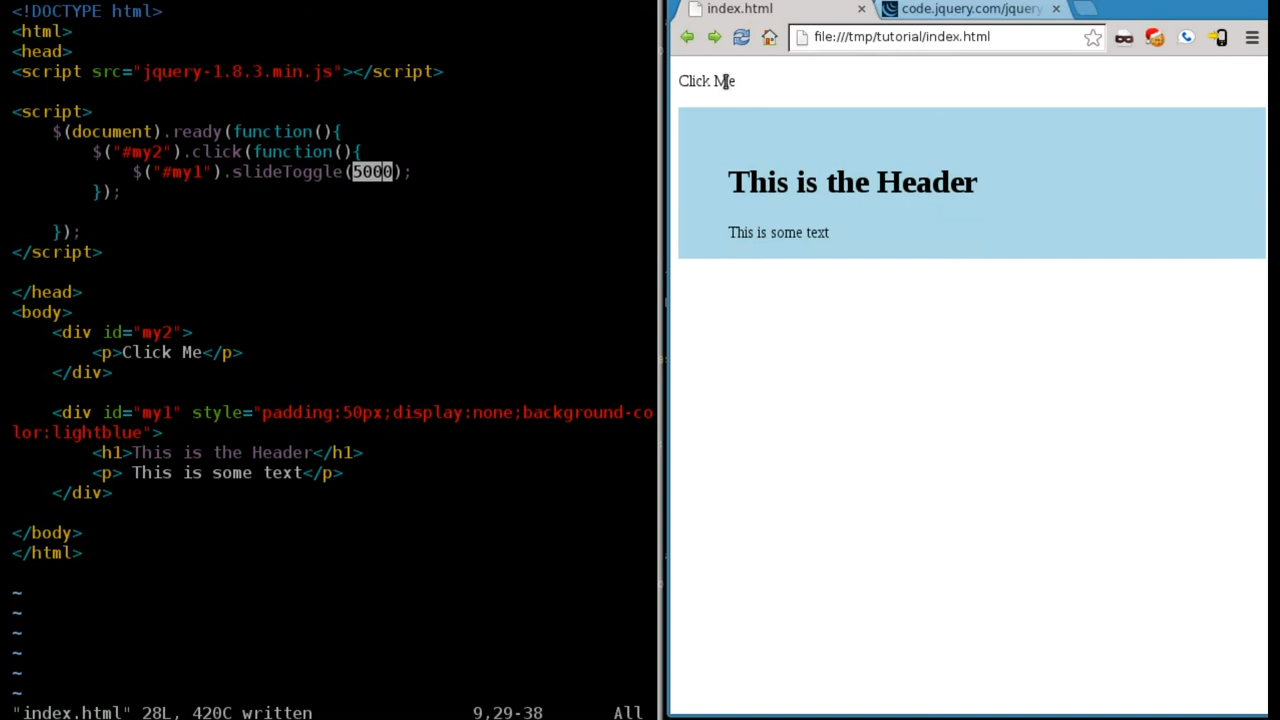 <!DOCTYPE html>
<html>
<head>
<script src="jquery-1.8.3.min.js"></script>
<script>
$(document).ready(function(){
$("#my2").click(function(){
$("#my1").slideToggle(5000);
});
});
</script>
</head>
<body>
<div id="my2">
<p>Click Me</p>
</div>
<div id="my1" style="padding:50px;display:none;background-co
lor:lightblue">
<h1>This is the Header</h1>
<p> This is some text</p>
</div>
</body>
</html>
~
~
~
~
~
~
"index.html" 28L, 420C written 9,29-38 All
index.html
code.jquery.com/jquery
file:///tmp/tutorial/index.html
Click Me
This is the Header
This is some text